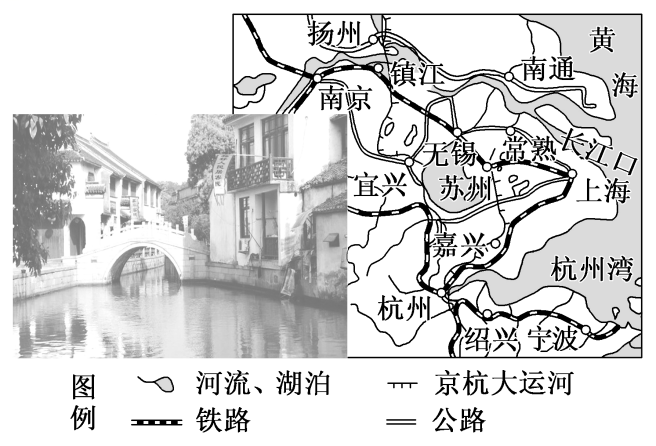 扬州
黄
海
镇江
南通
南京
无锡
常熟
长江口
宜兴
苏州
上海
嘉兴
杭州湾
杭州
绍兴
宁波
图
例
河流、湖泊
京杭大运河
铁路
公路